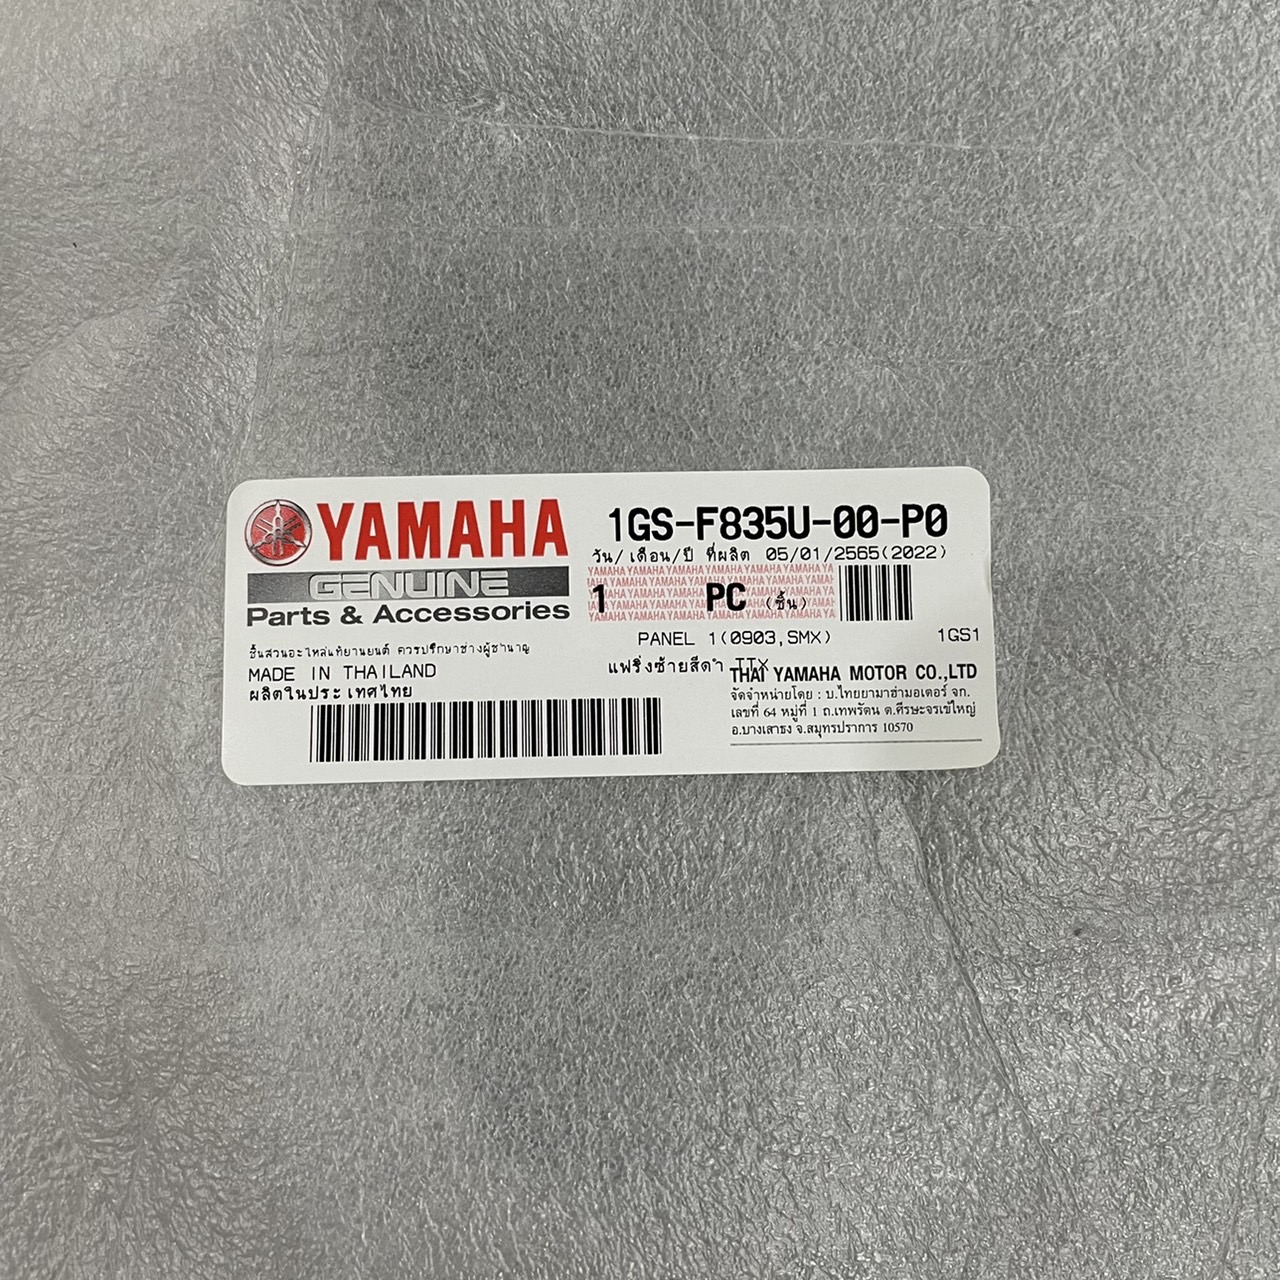 YAMAHA
GENUINE
Parts & Accessories
1GS-F835U-00-P0
วัน/เดือน/ปี ที่ผลิต 05/01/2565(2022)
1 PC (ชิ้น)
PANEL 1(0903,SMX) 1GS1
ชิ้นส่วนอะไหล่แท้ยานยนต์ ควรปรึกษาช่างผู้ชำนาญ
MADE IN THAILAND
ผลิตในประเทศไทย
แฟริ่งซ้ายสีดำ TTX
THAI YAMAHA MOTOR CO.,LTD
จัดจำหน่ายโดย : บ.ไทยยามาฮ่ามอเตอร์ จก.
เลขที่ 64 หมู่ที่ 1 ถ.เทพรัตน ต.ศีรษะจรเข้ใหญ่
อ.บางเสาธง จ.สมุทรปราการ 10570